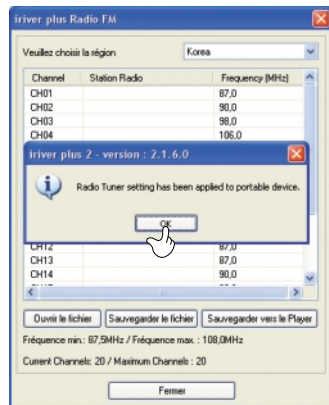 iriver plus Radio FM
Veuillez choisir la région Korea
Channel Station Radio Frequency (MHz)
CH01 87,0
CH02 90,0
CH03 98,0
CH04 106,0
iriver plus 2 - version : 2.1.6.0
Radio Tuner setting has been applied to portable device.
OK
CH12 87,0
CH13 87,0
CH14 90,0
Ouvrir le fichier Sauvegarder le fichier Sauvegarder vers le Player
Fréquence min.: 87,5MHz / Fréquence max. : 108,0MHz
Current Channels: 20 / Maximum Channels : 20
Fermer